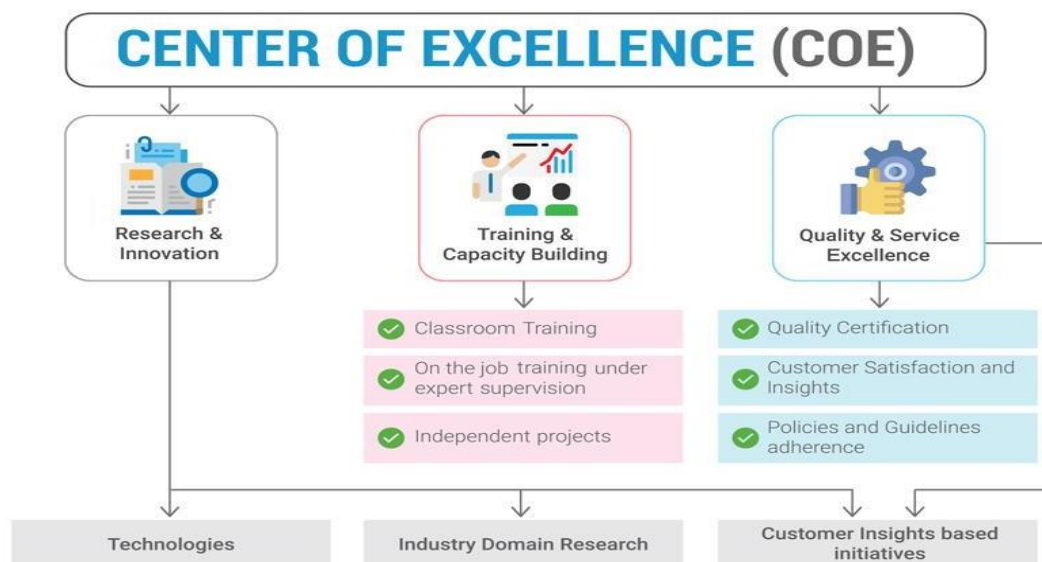 CENTER OF EXCELLENCE (COE)
Research &
Innovation
Training &
Capacity Building
Quality & Service
Excellence
Classroom Training
On the job training under
expert supervision
Independent projects
Quality Certification
Customer Satisfaction and
Insights
Policies and Guidelines
adherence
Technologies
Industry Domain Research
Customer Insights based
initiatives